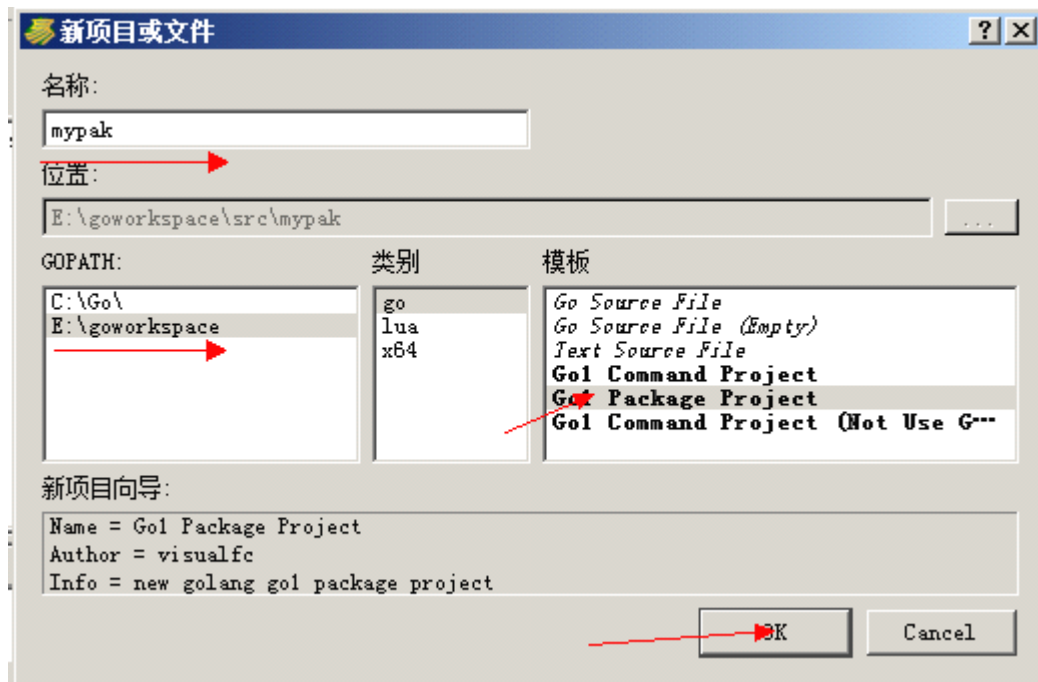 新项目或文件
名称:
mypak
位置:
E:\goworkspace\src\mypak
...
GOPATH:
类别
模板
C:\Go\
E:\goworkspace
go
lua
x64
Go Source File
Go Source File (Empty)
Text Source File
Go1 Command Project
Go1 Package Project
Go1 Command Project (Not Use G…
新项目向导:
Name = Go1 Package Project
Author = visualfc
Info = new golang go1 package project
OK
Cancel